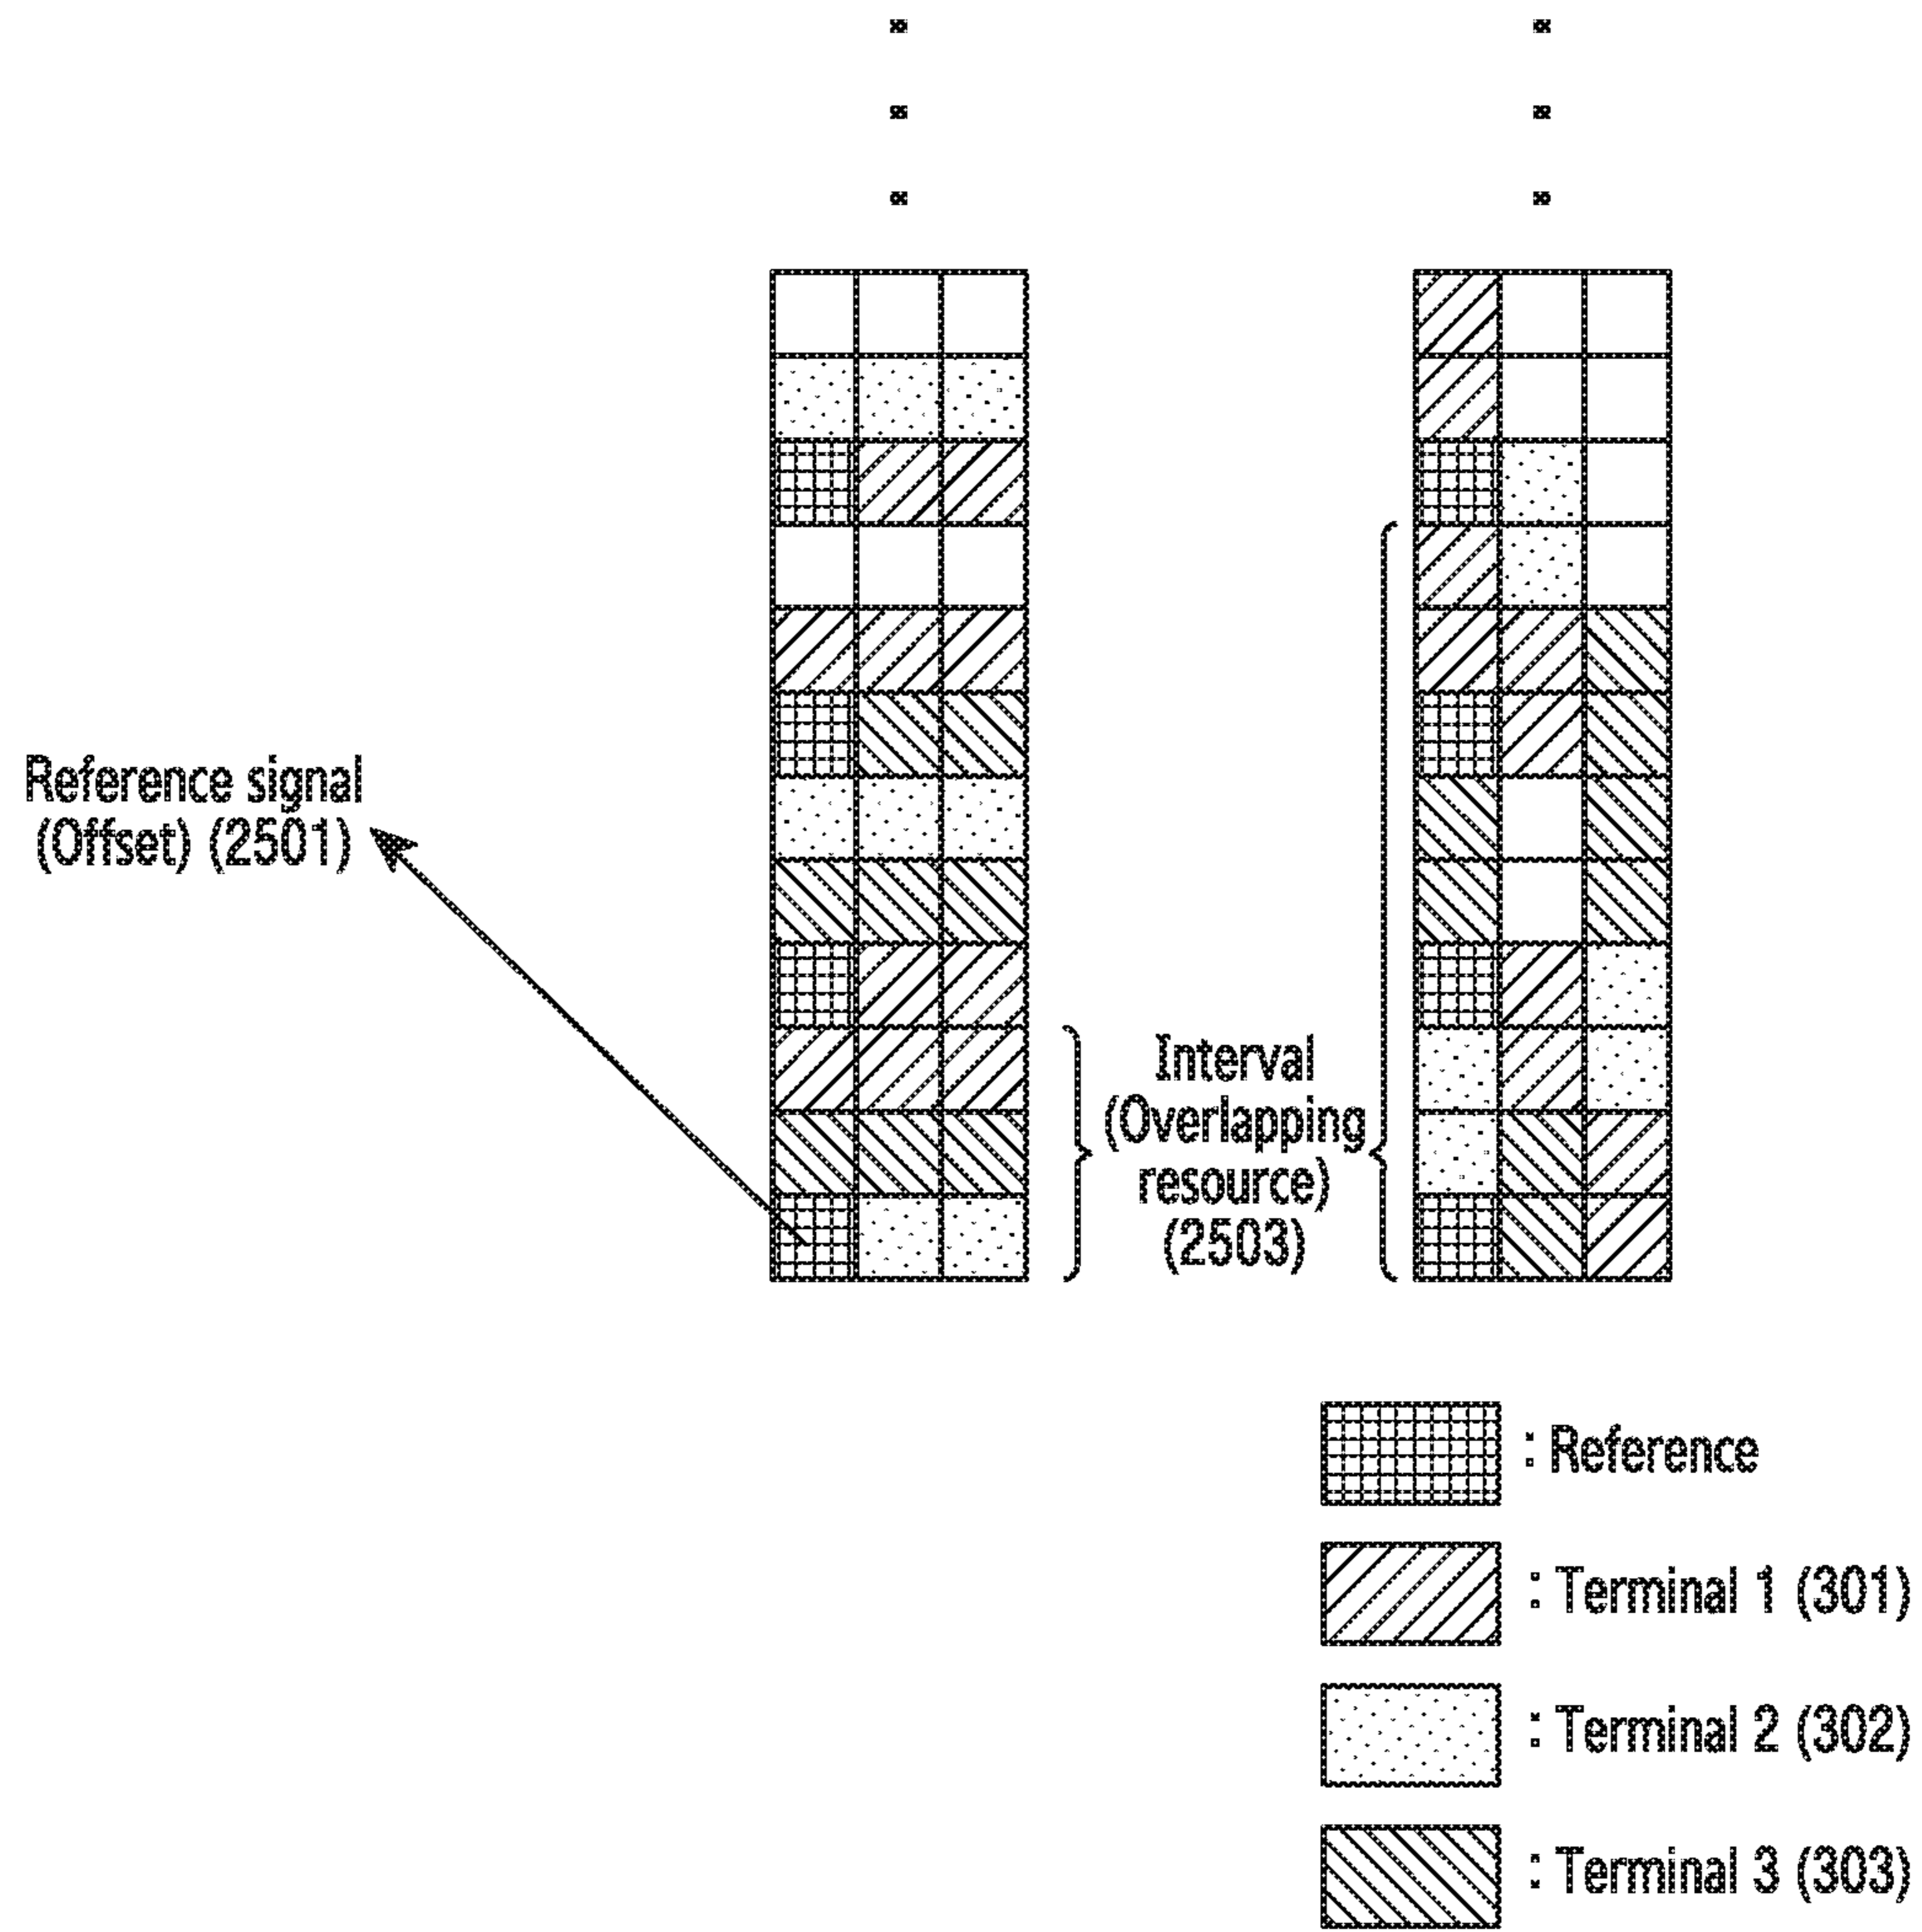 Reference signal
(Offset) (2501)
Interval
(Overlapping
resource)
(2503)
: Reference
: Terminal 1 (301)
: Terminal 2 (302)
: Terminal 3 (303)